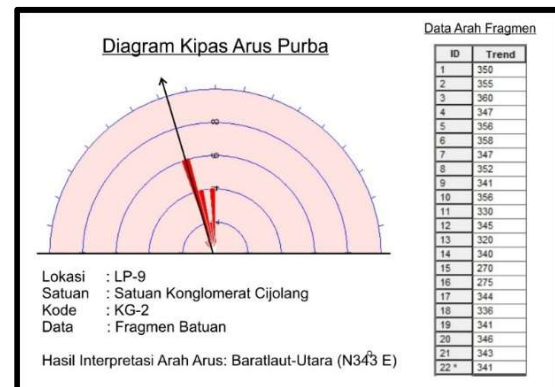 Diagram Kipas Arus Purba
8
6
4
Lokasi : LP-9
Satuan : Satuan Konglomerat Cijolang
Kode : KG-2
Data : Fragmen Batuan
Hasil Interpretasi Arah Arus: Baratlaut-Utara (N343°E)
Data Arah Fragmen
ID Trend
1 350
2 355
3 360
4 347
5 356
6 358
7 347
8 352
9 341
10 356
11 330
12 345
13 320
14 340
15 270
16 275
17 344
18 336
19 341
20 346
21 343
22 * 341